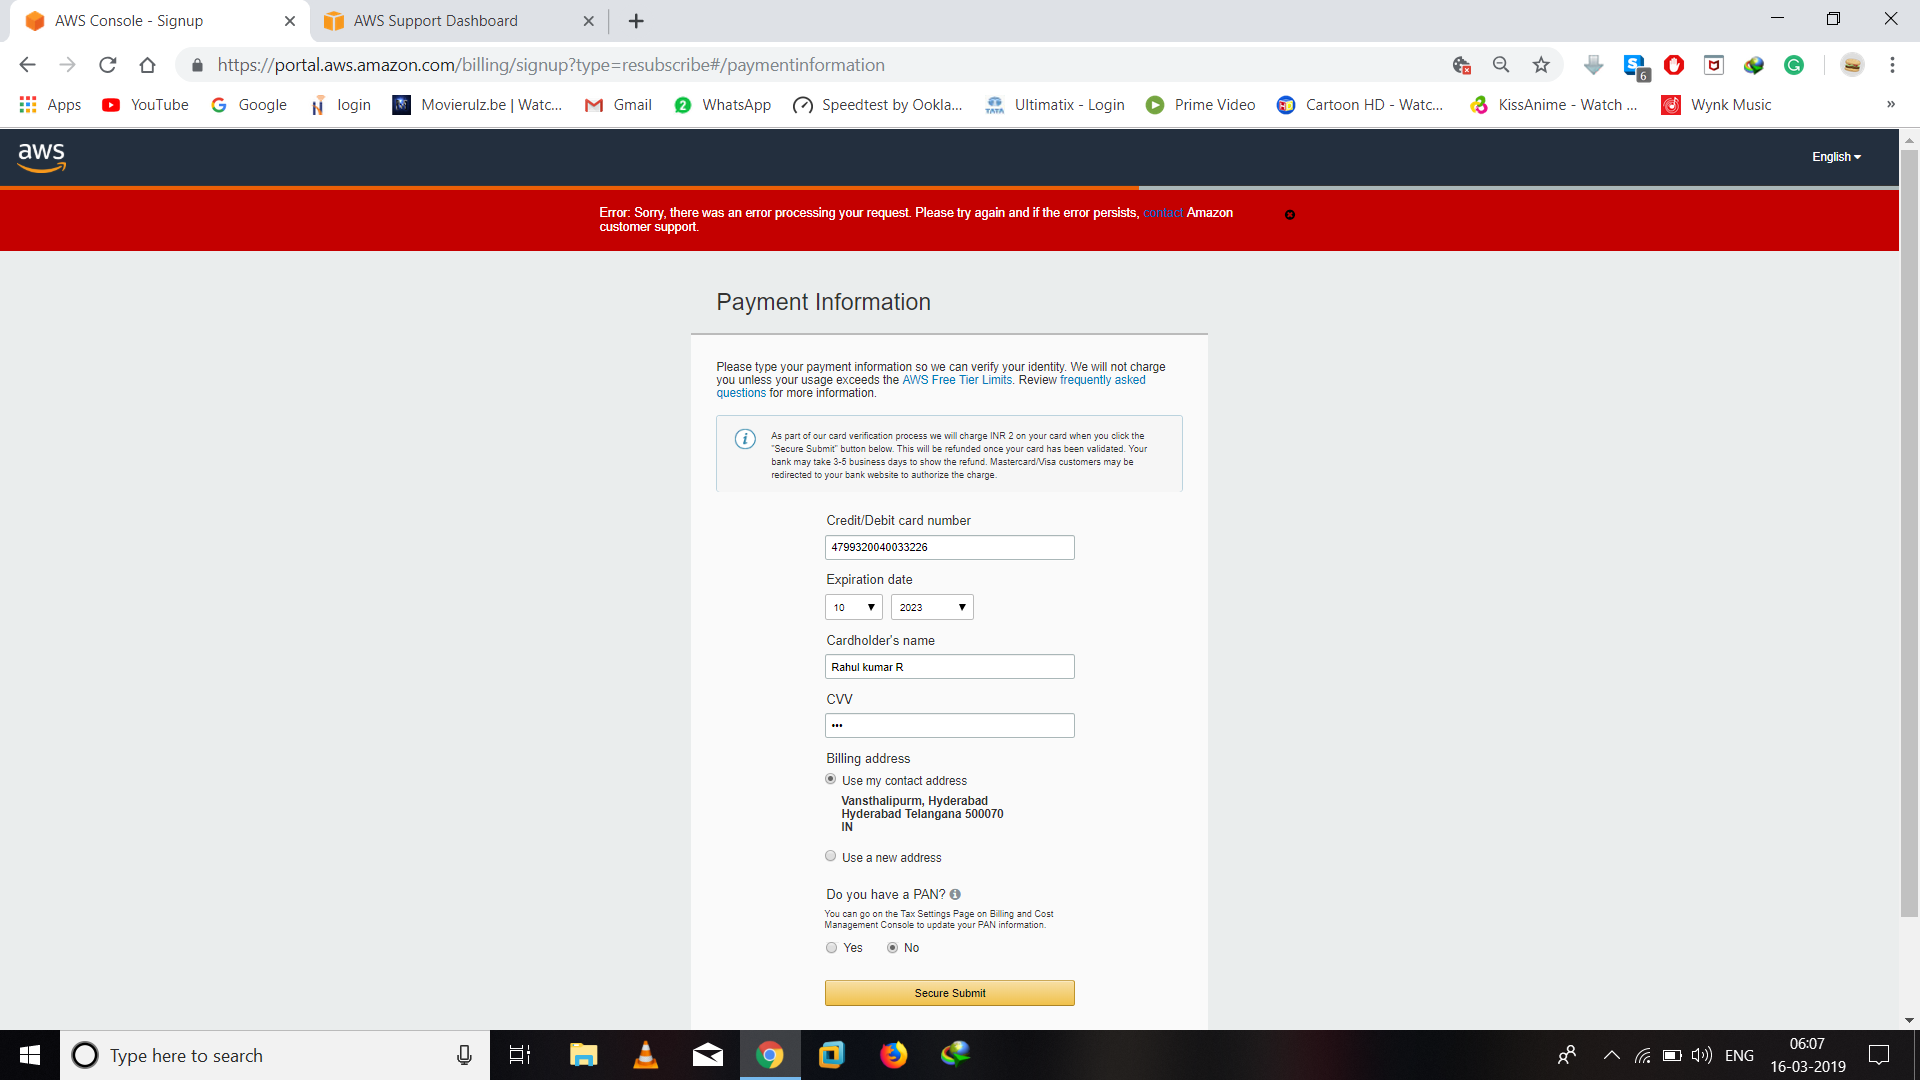 AWS Console - Signup
AWS Support Dashboard
https://portal.aws.amazon.com/billing/signup?type=resubscribe#/paymentinformation
6
Apps
YouTube
Google
login
Movierulz.be | Watc...
Gmail
2
WhatsApp
Speedtest by Ookla...
TATA
Ultimatix - Login
Prime Video
Cartoon HD - Watc...
KissAnime - Watch ...
Wynk Music
»
aws
English
Error: Sorry, there was an error processing your request. Please try again and if the error persists, contact Amazon
customer support.
Payment Information
Please type your payment information so we can verify your identity. We will not charge
you unless your usage exceeds the AWS Free Tier Limits. Review frequently asked
questions for more information.
As part of our card verification process we will charge INR 2 on your card when you click the
"Secure Submit" button below. This will be refunded once your card has been validated. Your
bank may take 3-5 business days to show the refund. Mastercard/Visa customers may be
redirected to your bank website to authorize the charge.
Credit/Debit card number
4799320040033226
Expiration date
10
2023
Cardholder's name
Rahul kumar R
CVV
•••
Billing address
Use my contact address
Vansthalipurm, Hyderabad
Hyderabad Telangana 500070
IN
Use a new address
Do you have a PAN?
You can go on the Tax Settings Page on Billing and Cost
Management Console to update your PAN information.
Yes
No
Secure Submit
Type here to search
ENG
06:07
16-03-2019